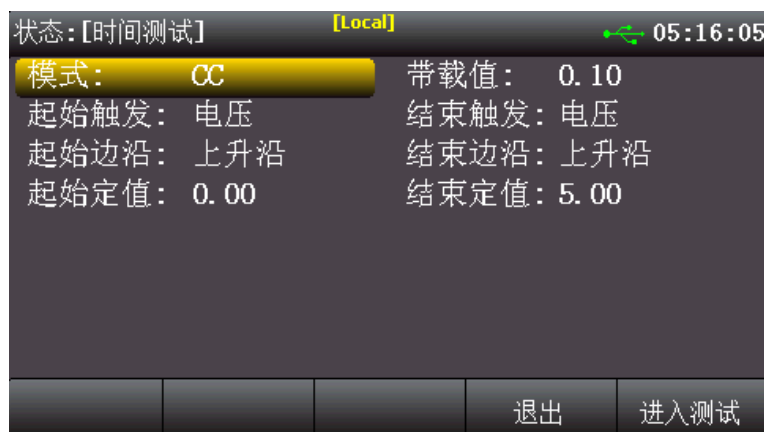 状态:[时间测试] [Local] 05:16:05
模式: CC 带载值: 0.10
起始触发: 电压 结束触发: 电压
起始边沿: 上升沿 结束边沿: 上升沿
起始定值: 0.00 结束定值: 5.00
退出 进入测试